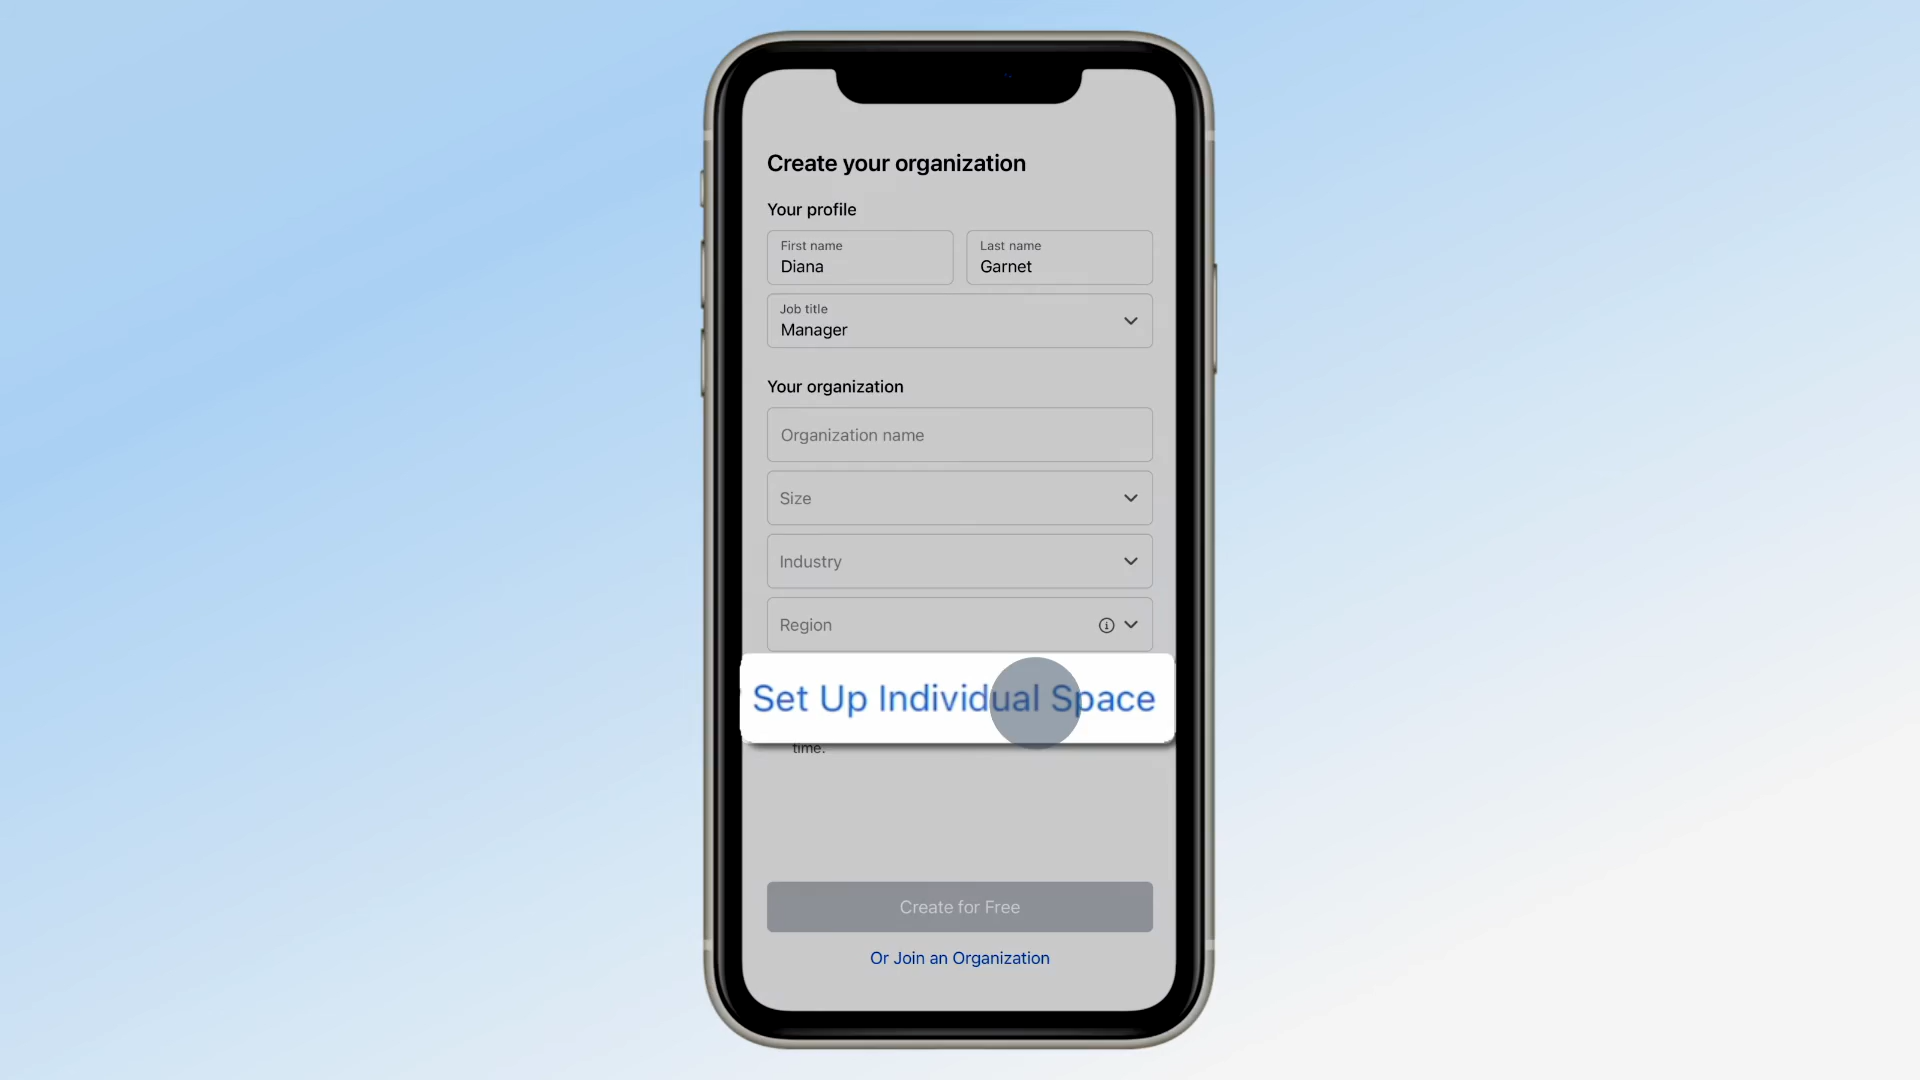 Create your organization
Your profile
First name
Diana
Last name
Garnet
Job title
Manager
Your organization
Organization name
Size
Industry
Region
Set Up Individual Space
time.
Create for Free
Or Join an Organization